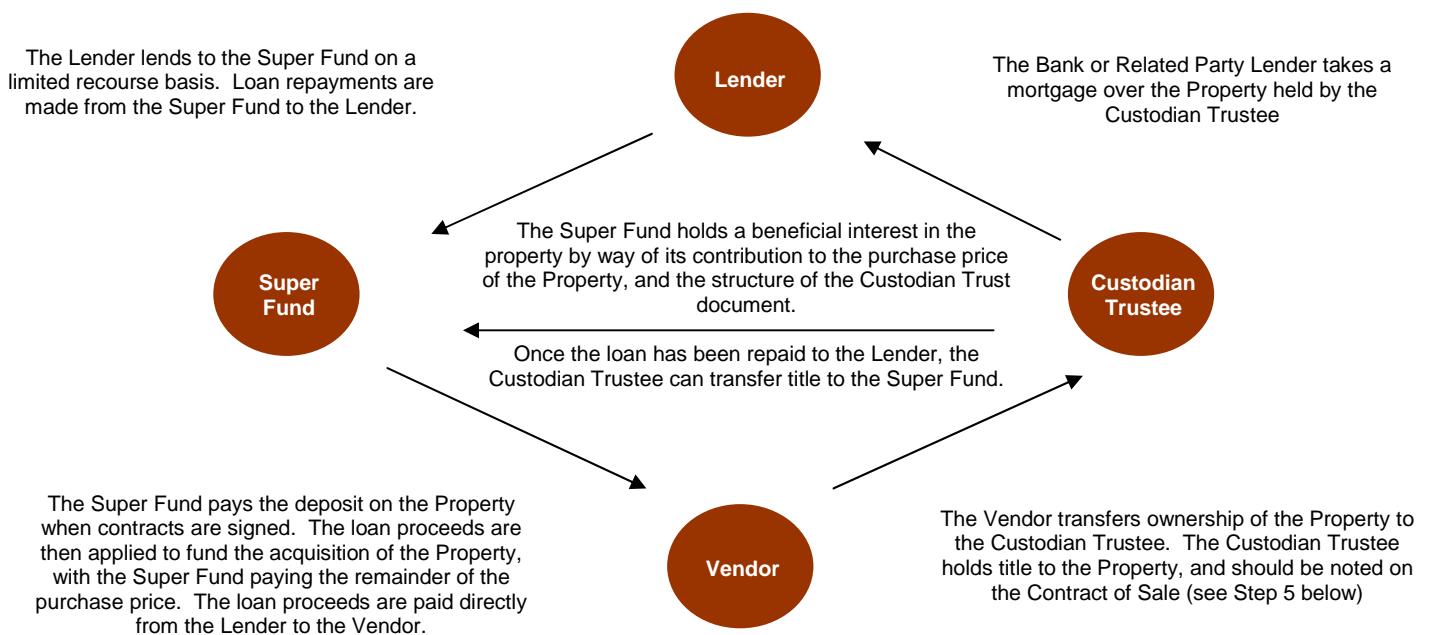 The Lender lends to the Super Fund on a
limited recourse basis.  Loan repayments are
made from the Super Fund to the Lender.
Lender
The Bank or Related Party Lender takes a
mortgage over the Property held by the
Custodian Trustee
Super
Fund
The Super Fund holds a beneficial interest in the
property by way of its contribution to the purchase price
of the Property, and the structure of the Custodian Trust
document.
Once the loan has been repaid to the Lender, the
Custodian Trustee can transfer title to the Super Fund.
Custodian
Trustee
The Super Fund pays the deposit on the Property
when contracts are signed.  The loan proceeds are
then applied to fund the acquisition of the Property,
with the Super Fund paying the remainder of the
purchase price.  The loan proceeds are paid directly
from the Lender to the Vendor.
Vendor
The Vendor transfers ownership of the Property to
the Custodian Trustee.  The Custodian Trustee
holds title to the Property, and should be noted on
the Contract of Sale (see Step 5 below)